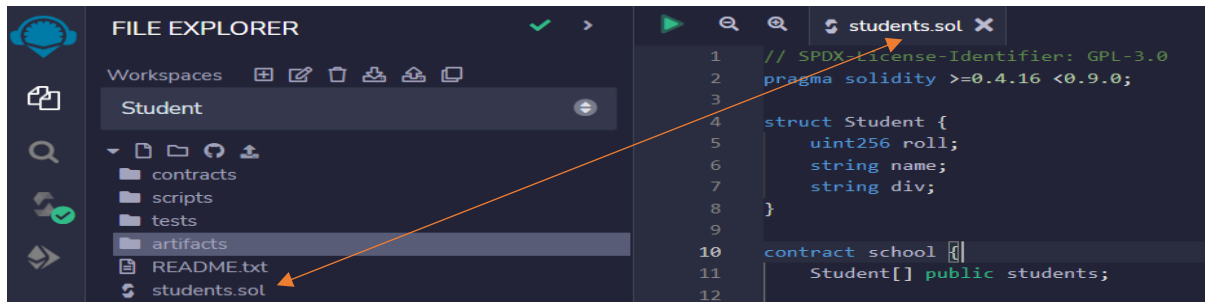 FILE EXPLORER
Workspaces
Student
contracts
scripts
tests
artifacts
README.txt
students.sol
students.sol
1 // SPDX-License-Identifier: GPL-3.0
2 pragma solidity >=0.4.16 <0.9.0;
3
4 struct Student {
5 uint256 roll;
6 string name;
7 string div;
8 }
9
10 contract school {
11 Student[] public students;
12